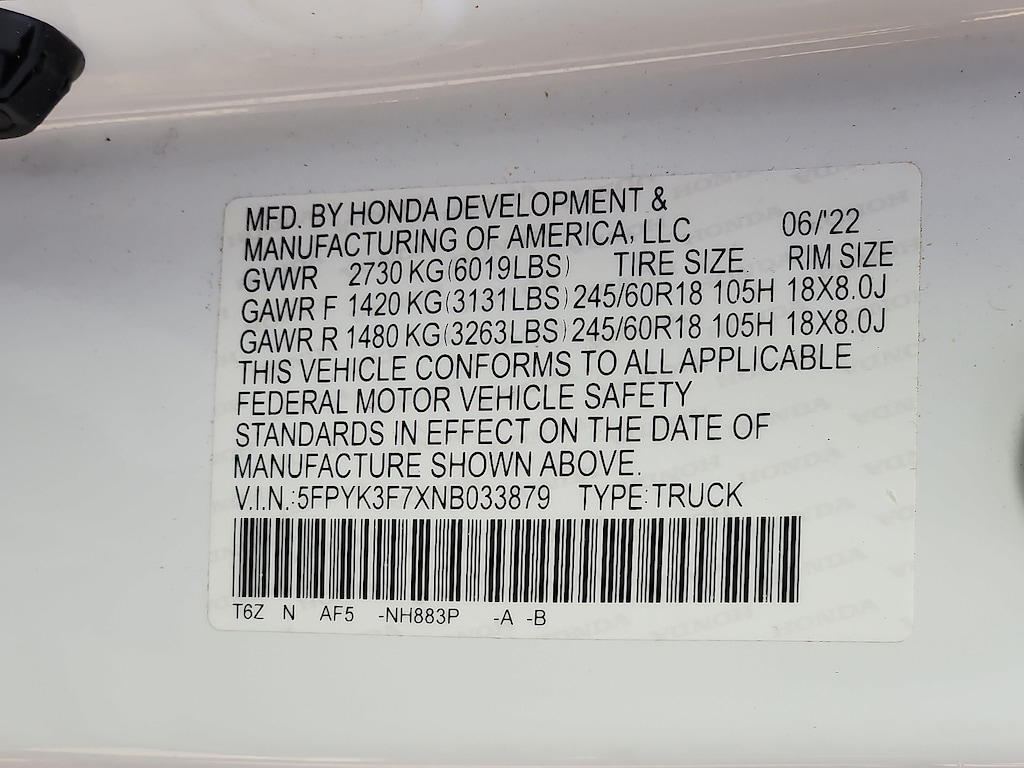 MFD. BY HONDA DEVELOPMENT &
MANUFACTURING OF AMERICA, LLC 06/'22
GVWR 2730 KG(6019LBS) TIRE SIZE RIM SIZE
GAWR F 1420 KG(3131LBS) 245/60R18 105H 18X8.0J
GAWR R 1480 KG(3263LBS) 245/60R18 105H 18X8.0J
THIS VEHICLE CONFORMS TO ALL APPLICABLE
FEDERAL MOTOR VEHICLE SAFETY
STANDARDS IN EFFECT ON THE DATE OF
MANUFACTURE SHOWN ABOVE.
V.I.N.:5FPYK3F7XNB033879 TYPE:TRUCK
T6Z N AF5 -NH883P -A -B